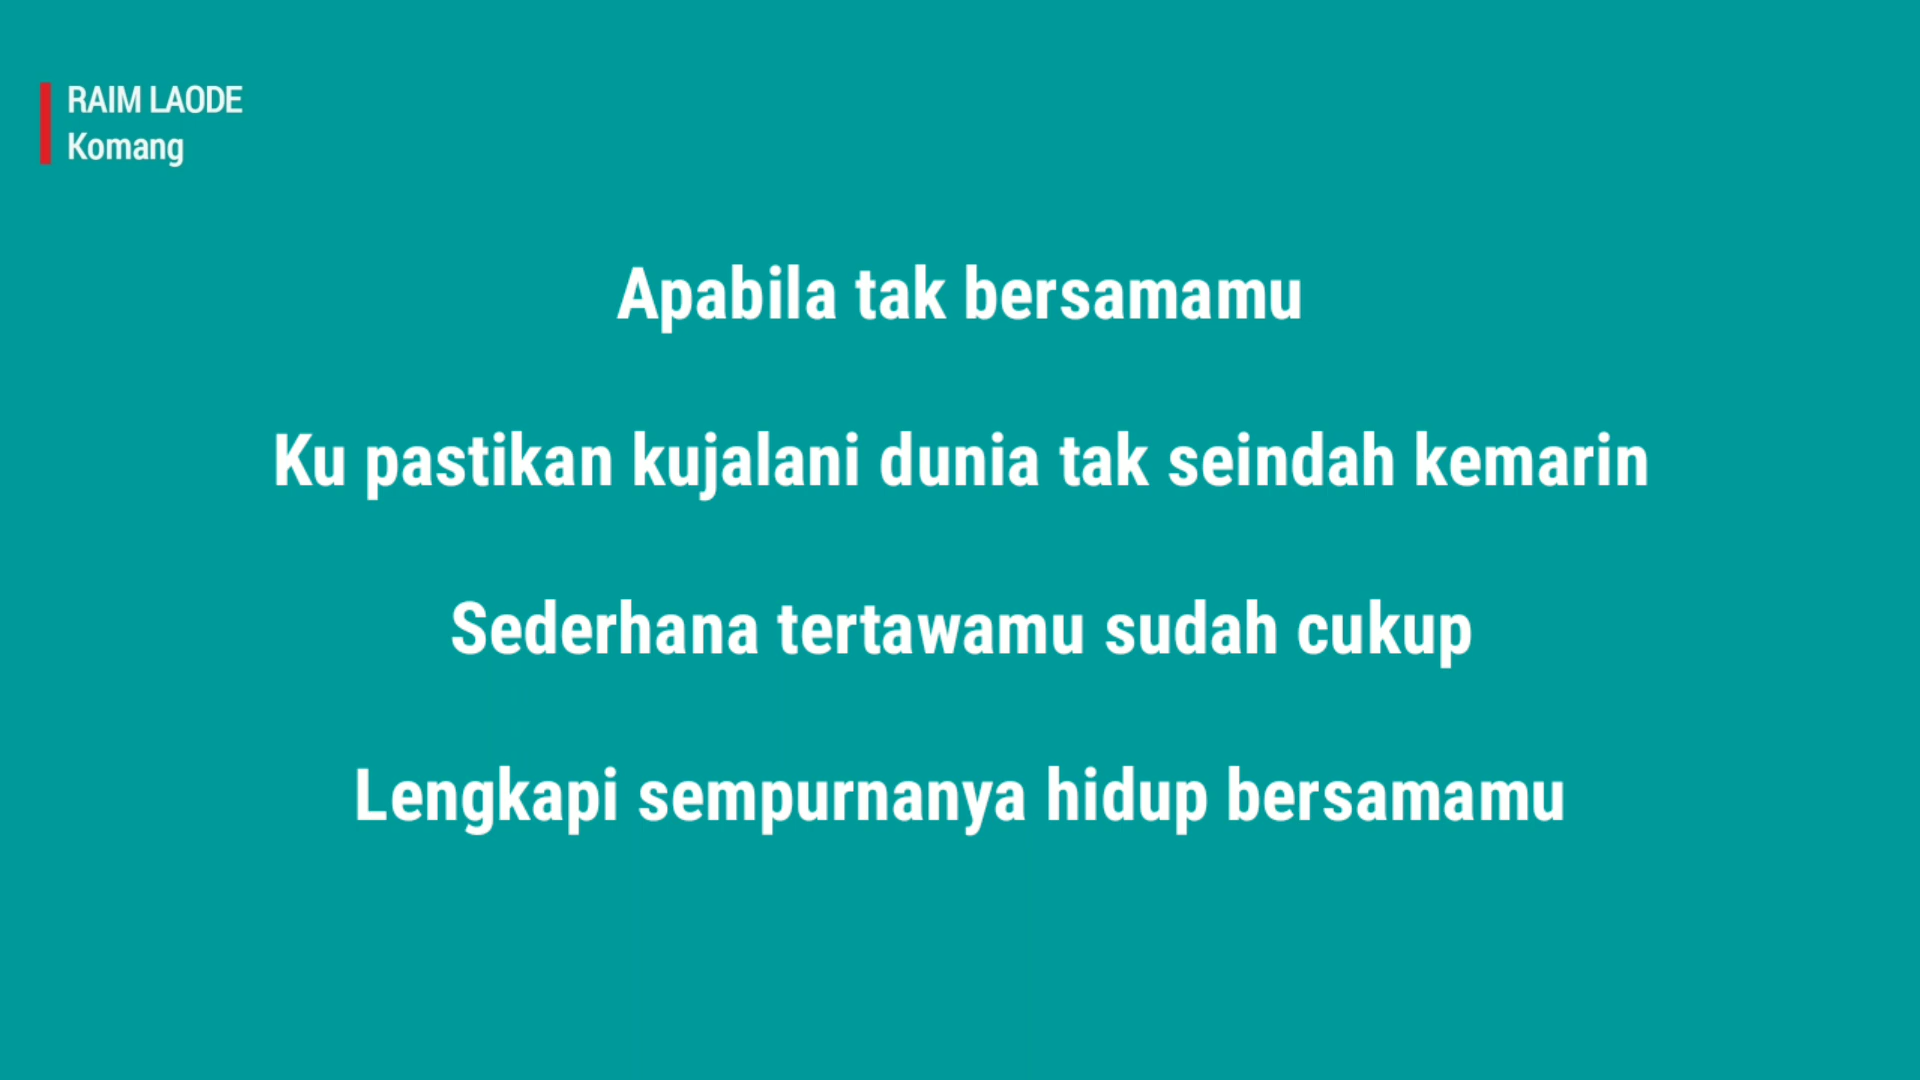 RAIM LAODE
Komang
Apabila tak bersamamu
Ku pastikan kujalani dunia tak seindah kemarin
Sederhana tertawamu sudah cukup
Lengkapi sempurnanya hidup bersamamu